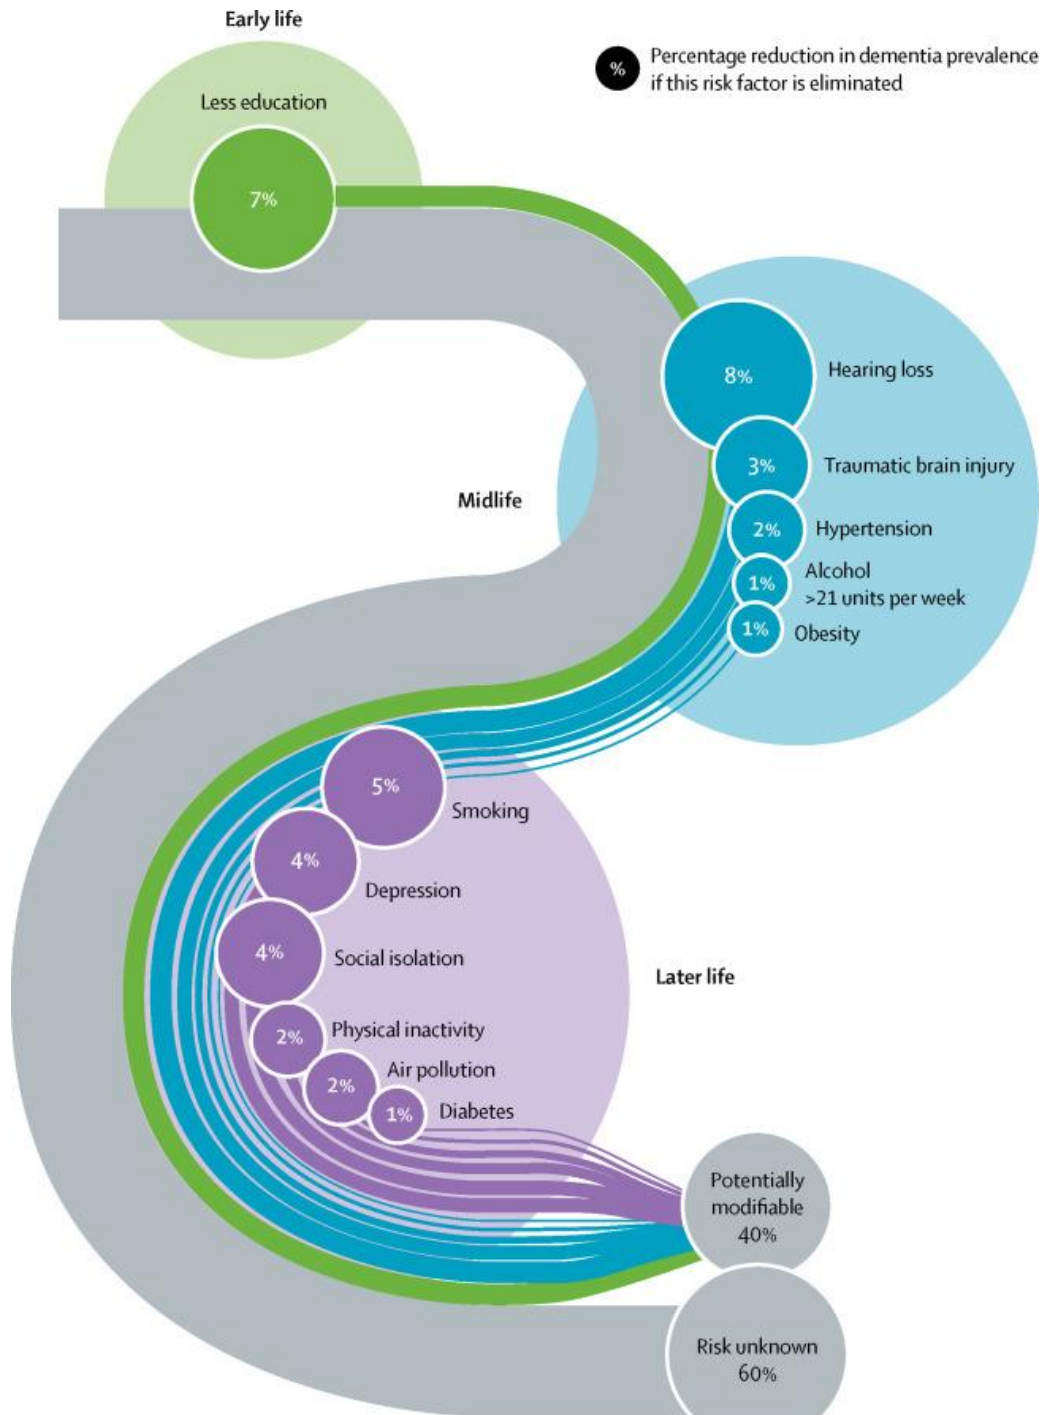 Early life
%
Percentage reduction in dementia prevalence
if this risk factor is eliminated
Less education
7%
8%
Hearing loss
3%
Traumatic brain injury
Midlife
2%
Hypertension
1%
Alcohol
>21 units per week
1%
Obesity
5%
Smoking
4%
Depression
4%
Social isolation
Later life
2%
Physical inactivity
2%
Air pollution
1%
Diabetes
Potentially
modifiable
40%
Risk unknown
60%